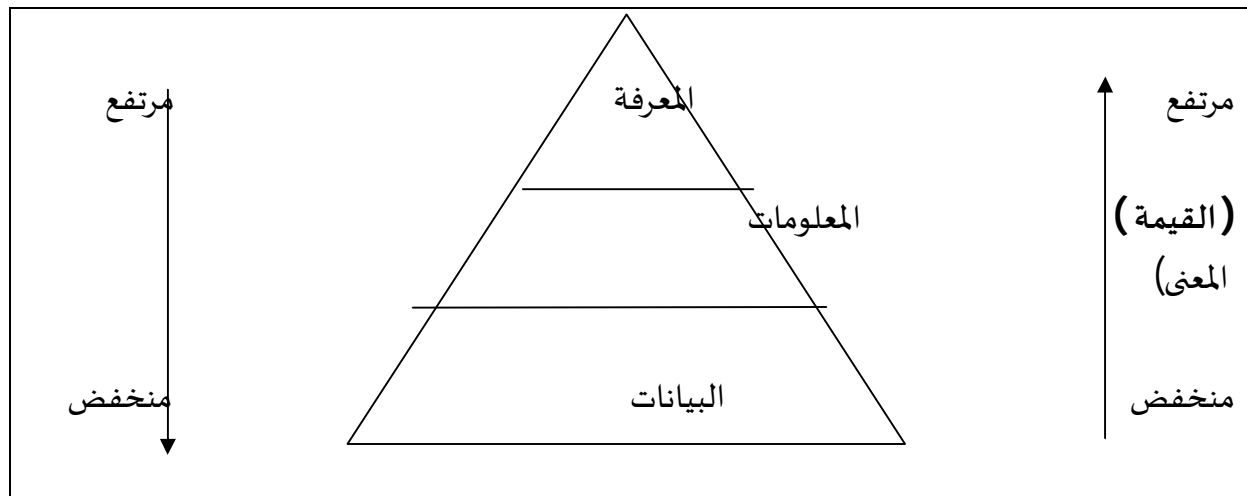 مرتفع
المعرفة
مرتفع
(القيمة )
المعلومات
المعنى)
منخفض
البيانات
منخفض